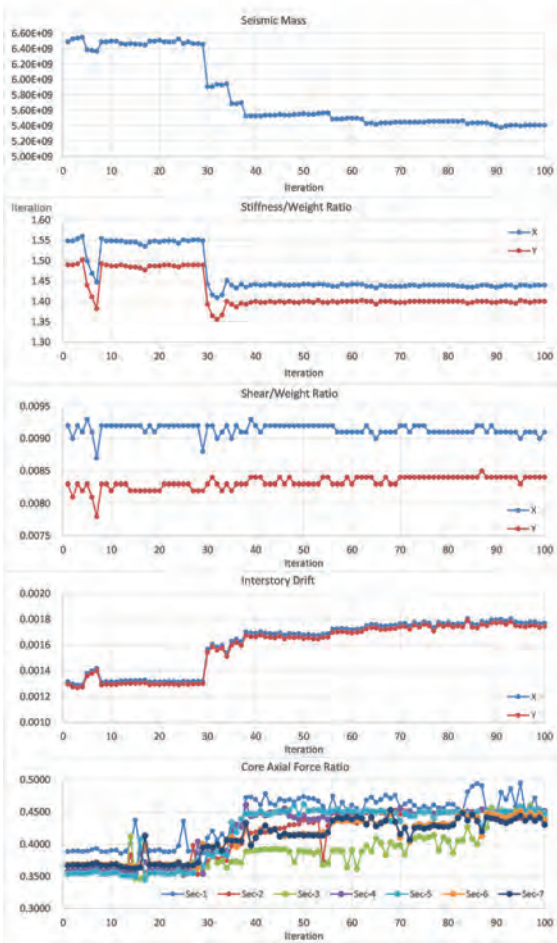 Seismic Mass
6.60E+09
6.40E+09
6.20E+09
6.00E+09
5.80E+09
5.60E+09
5.40E+09
5.20E+09
5.00E+09
0 10 20 30 40 50 60 70 80 90 100
Iteration
Iteration
Stiffness/Weight Ratio
1.60
1.55
1.50
1.45
1.40
1.35
1.30
X
Y
0 10 20 30 40 50 60 70 80 90 100
Iteration
Shear/Weight Ratio
0.0095
0.0090
0.0085
0.0080
0.0075
X
Y
0 10 20 30 40 50 60 70 80 90 100
Iteration
Interstory Drift
0.0020
0.0018
0.0016
0.0014
0.0012
0.0010
X
Y
0 10 20 30 40 50 60 70 80 90 100
Iteration
Core Axial Force Ratio
0.5000
0.4500
0.4000
0.3500
0.3000
Sec-1 Sec-2 Sec-3 Sec-4 Sec-5 Sec-6 Sec-7
0 10 20 30 40 50 60 70 80 90 100
Iteration